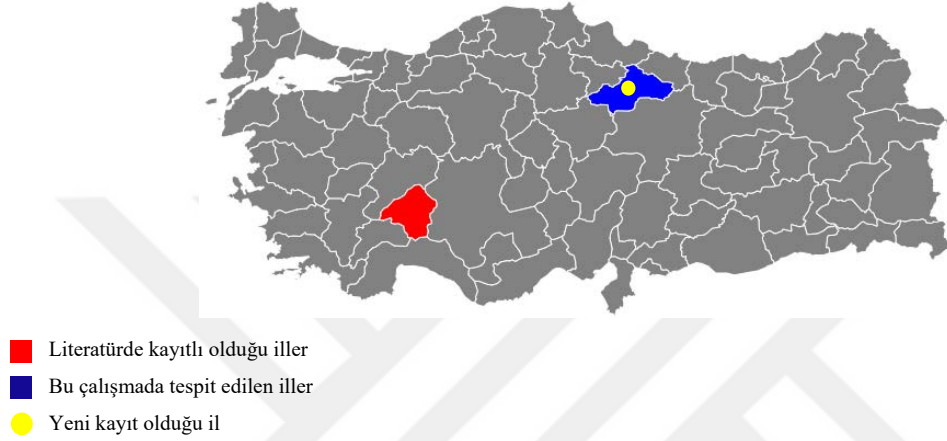 Literatürde kayıtlı olduğu iller
Bu çalışmada tespit edilen iller
Yeni kayıt olduğu il